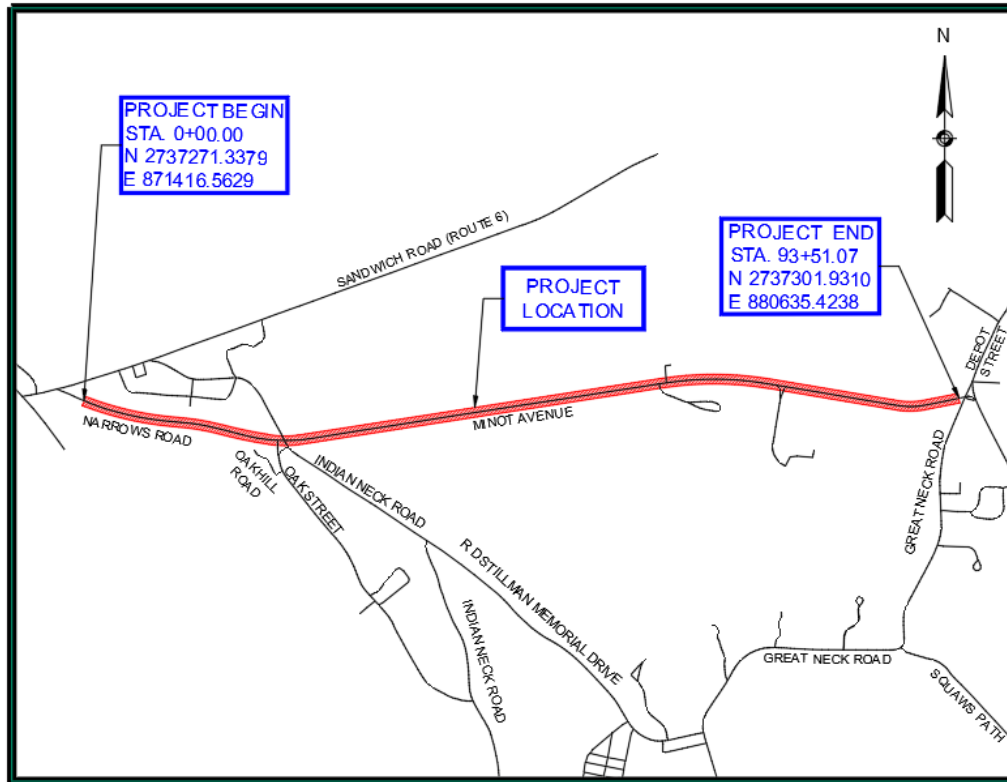 N
PROJECT BEGIN
STA. 0+00.00
N 2737271.3379
E 871416.5629
SANDWICH ROAD (ROUTE 6)
PROJECT END
STA. 93+51.07
N 2737301.9310
E 880635.4238
PROJECT
LOCATION
DEPOT
STREET
NARROWS ROAD
MINOT AVENUE
OAKHILL
ROAD
OAK STREET
INDIAN NECK ROAD
GREAT NECK ROAD
R D STILLMAN MEMORIAL DRIVE
INDIAN NECK ROAD
GREAT NECK ROAD
SQUAWS PATH